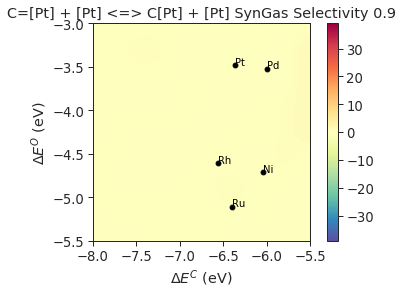 C=[Pt] + [Pt] <=> C[Pt] + [Pt] SynGas Selectivity 0.9
−3.0
−3.5
−4.0
−4.5
−5.0
−5.5
ΔE^O (eV)
Pt
Pd
Rh
Ni
Ru
−8.0 −7.5 −7.0 −6.5 −6.0 −5.5
ΔE^C (eV)
30
20
10
0
−10
−20
−30